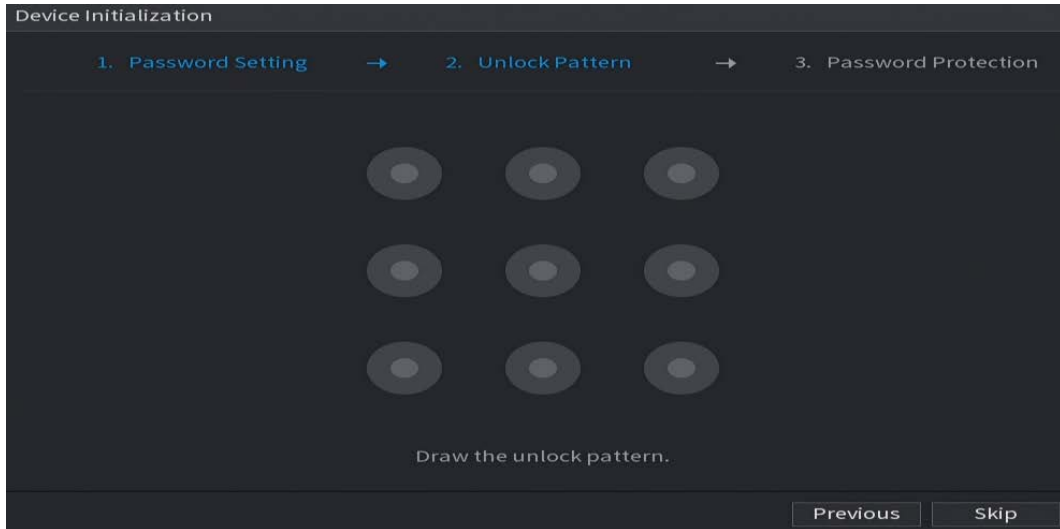 Device Initialization
1. Password Setting → 2. Unlock Pattern → 3. Password Protection
Draw the unlock pattern.
Previous Skip